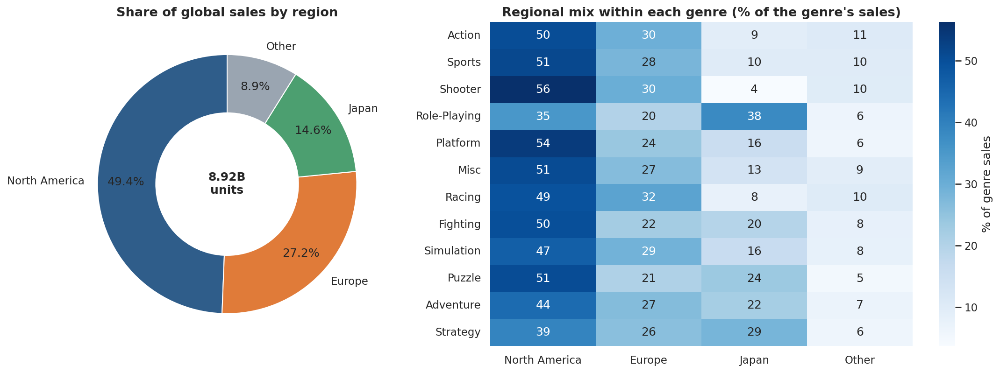 Share of global sales by region
Other
8.9%
Japan
14.6%
North America
49.4%
8.92B
units
27.2%
Europe
Regional mix within each genre (% of the genre's sales)
Action 50 30 9 11
Sports 51 28 10 10
Shooter 56 30 4 10
Role-Playing 35 20 38 6
Platform 54 24 16 6
Misc 51 27 13 9
Racing 49 32 8 10
Fighting 50 22 20 8
Simulation 47 29 16 8
Puzzle 51 21 24 5
Adventure 44 27 22 7
Strategy 39 26 29 6
North America Europe Japan Other
50
40
30
20
10
% of genre sales